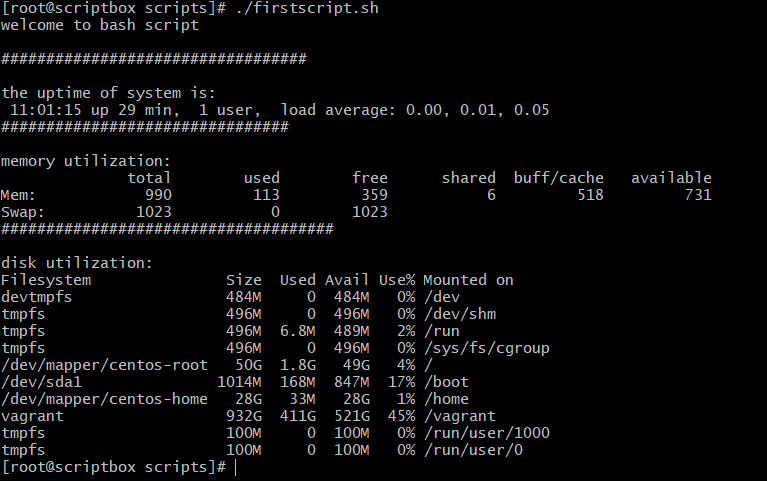 [root@scriptbox scripts]# ./firstscript.sh
welcome to bash script
##################################
the uptime of system is:
 11:01:15 up 29 min,  1 user,  load average: 0.00, 0.01, 0.05
################################
memory utilization:
              total        used        free      shared  buff/cache   available
Mem:            990         113         359           6         518         731
Swap:          1023           0        1023
#####################################
disk utilization:
Filesystem               Size  Used Avail Use% Mounted on
devtmpfs                 484M     0  484M   0% /dev
tmpfs                    496M     0  496M   0% /dev/shm
tmpfs                    496M  6.8M  489M   2% /run
tmpfs                    496M     0  496M   0% /sys/fs/cgroup
/dev/mapper/centos-root   50G  1.8G   49G   4% /
/dev/sda1               1014M  168M  847M  17% /boot
/dev/mapper/centos-home   28G   33M   28G   1% /home
vagrant                  932G  411G  521G  45% /vagrant
tmpfs                    100M     0  100M   0% /run/user/1000
tmpfs                    100M     0  100M   0% /run/user/0
[root@scriptbox scripts]#